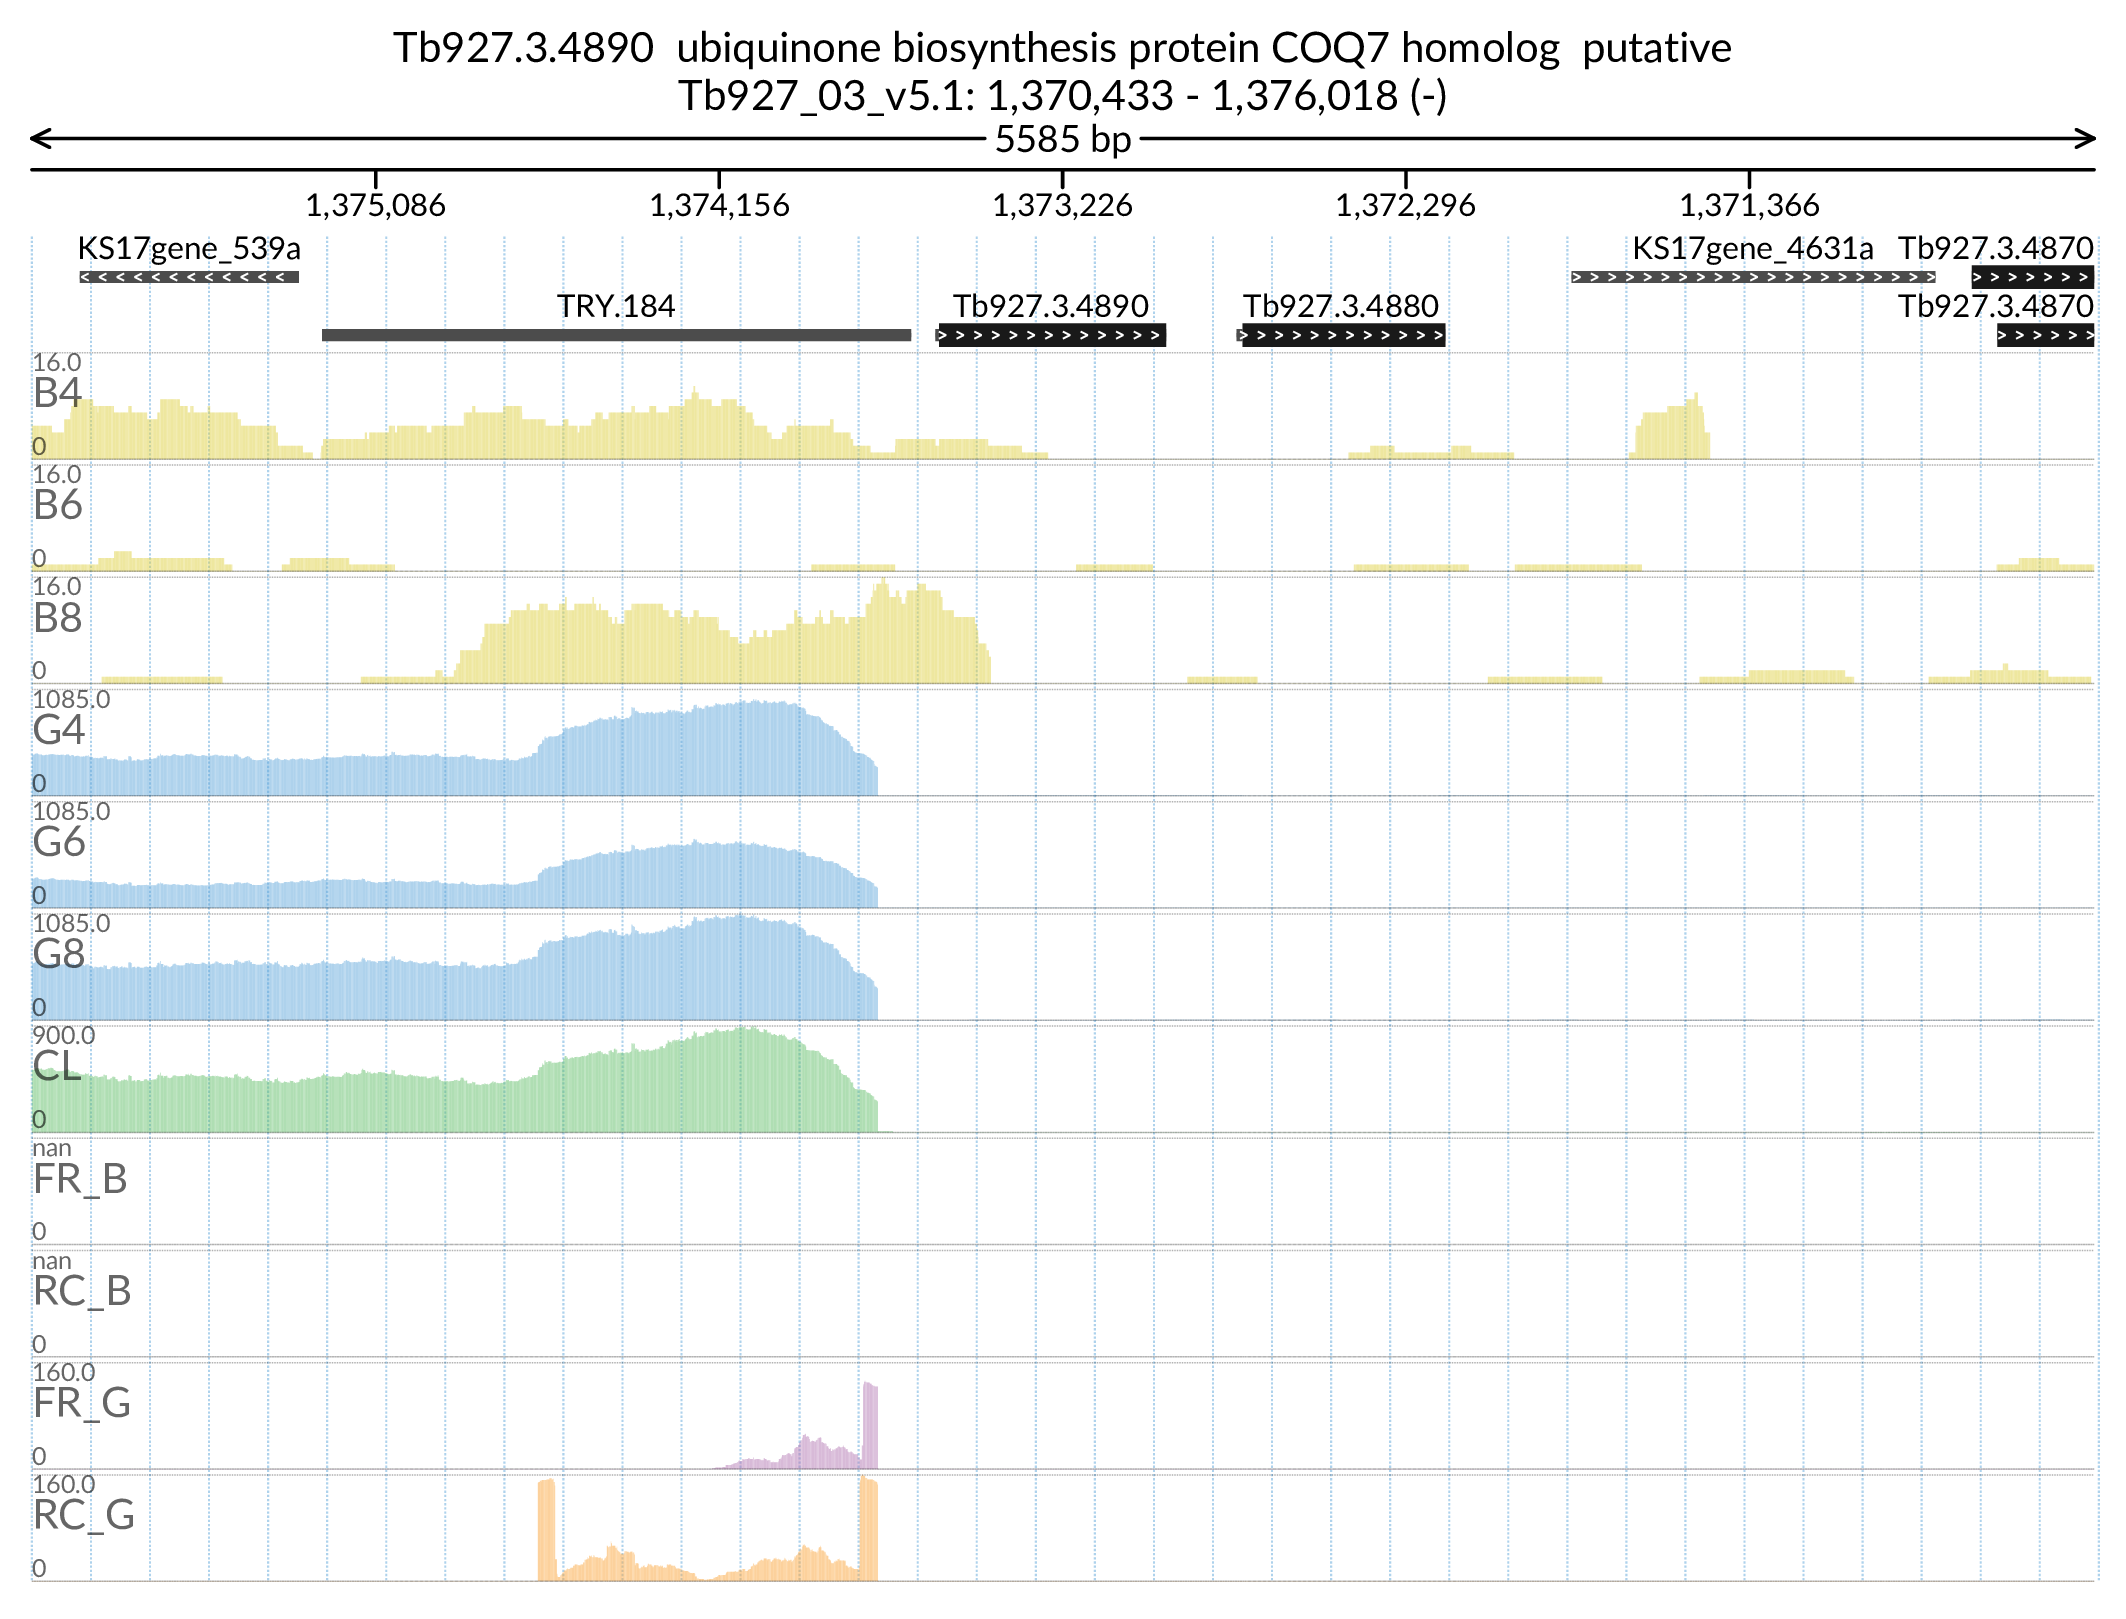 Tb927.3.4890 ubiquinone biosynthesis protein COQ7 homolog putative
Tb927_03_v5.1: 1,370,433 - 1,376,018 (-)
5585 bp
1,375,086 1,374,156 1,373,226 1,372,296 1,371,366
KS17gene_539a KS17gene_4631a Tb927.3.4870
TRY.184 Tb927.3.4890 Tb927.3.4880 Tb927.3.4870
16.0
B4
0
16.0
B6
0
16.0
B8
0
1085.0
G4
0
1085.0
G6
0
1085.0
G8
0
900.0
CL
0
nan
FR_B
0
nan
RC_B
0
160.0
FR_G
0
160.0
RC_G
0